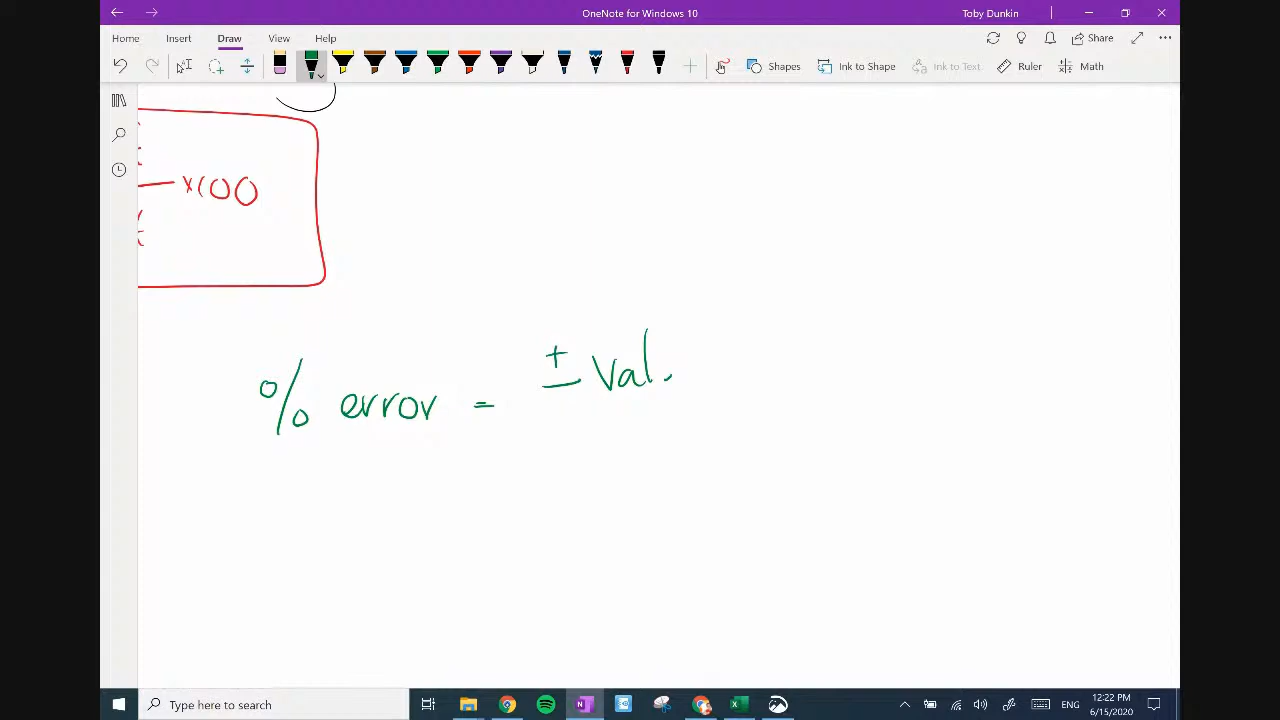 OneNote for Windows 10
Toby Dunkin
Home Insert Draw View Help
Share
Shapes Ink to Shape Ink to Text Ruler Math
x100
% error = ± val.
Type here to search
ENG
12:22 PM
6/15/2020